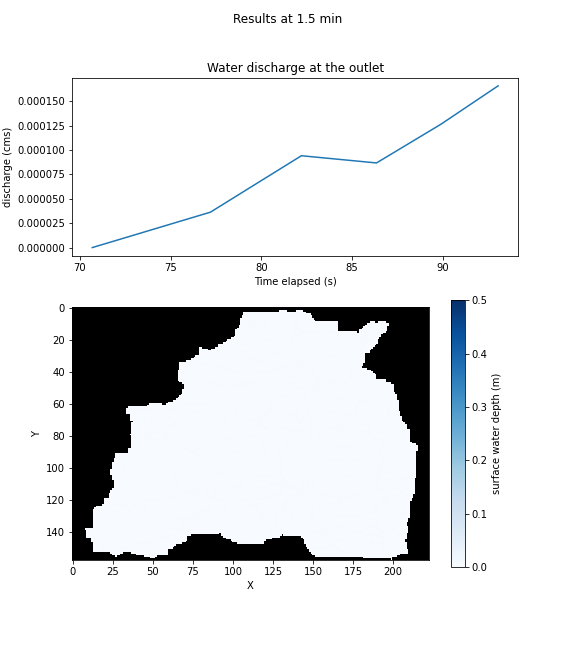 Results at 1.5 min
Water discharge at the outlet
discharge (cms)
0.000150
0.000125
0.000100
0.000075
0.000050
0.000025
0.000000
70 75 80 85 90
Time elapsed (s)
Y
0
20
40
60
80
100
120
140
0 25 50 75 100 125 150 175 200
X
0.5
0.4
0.3
0.2
0.1
0.0
surface water depth (m)